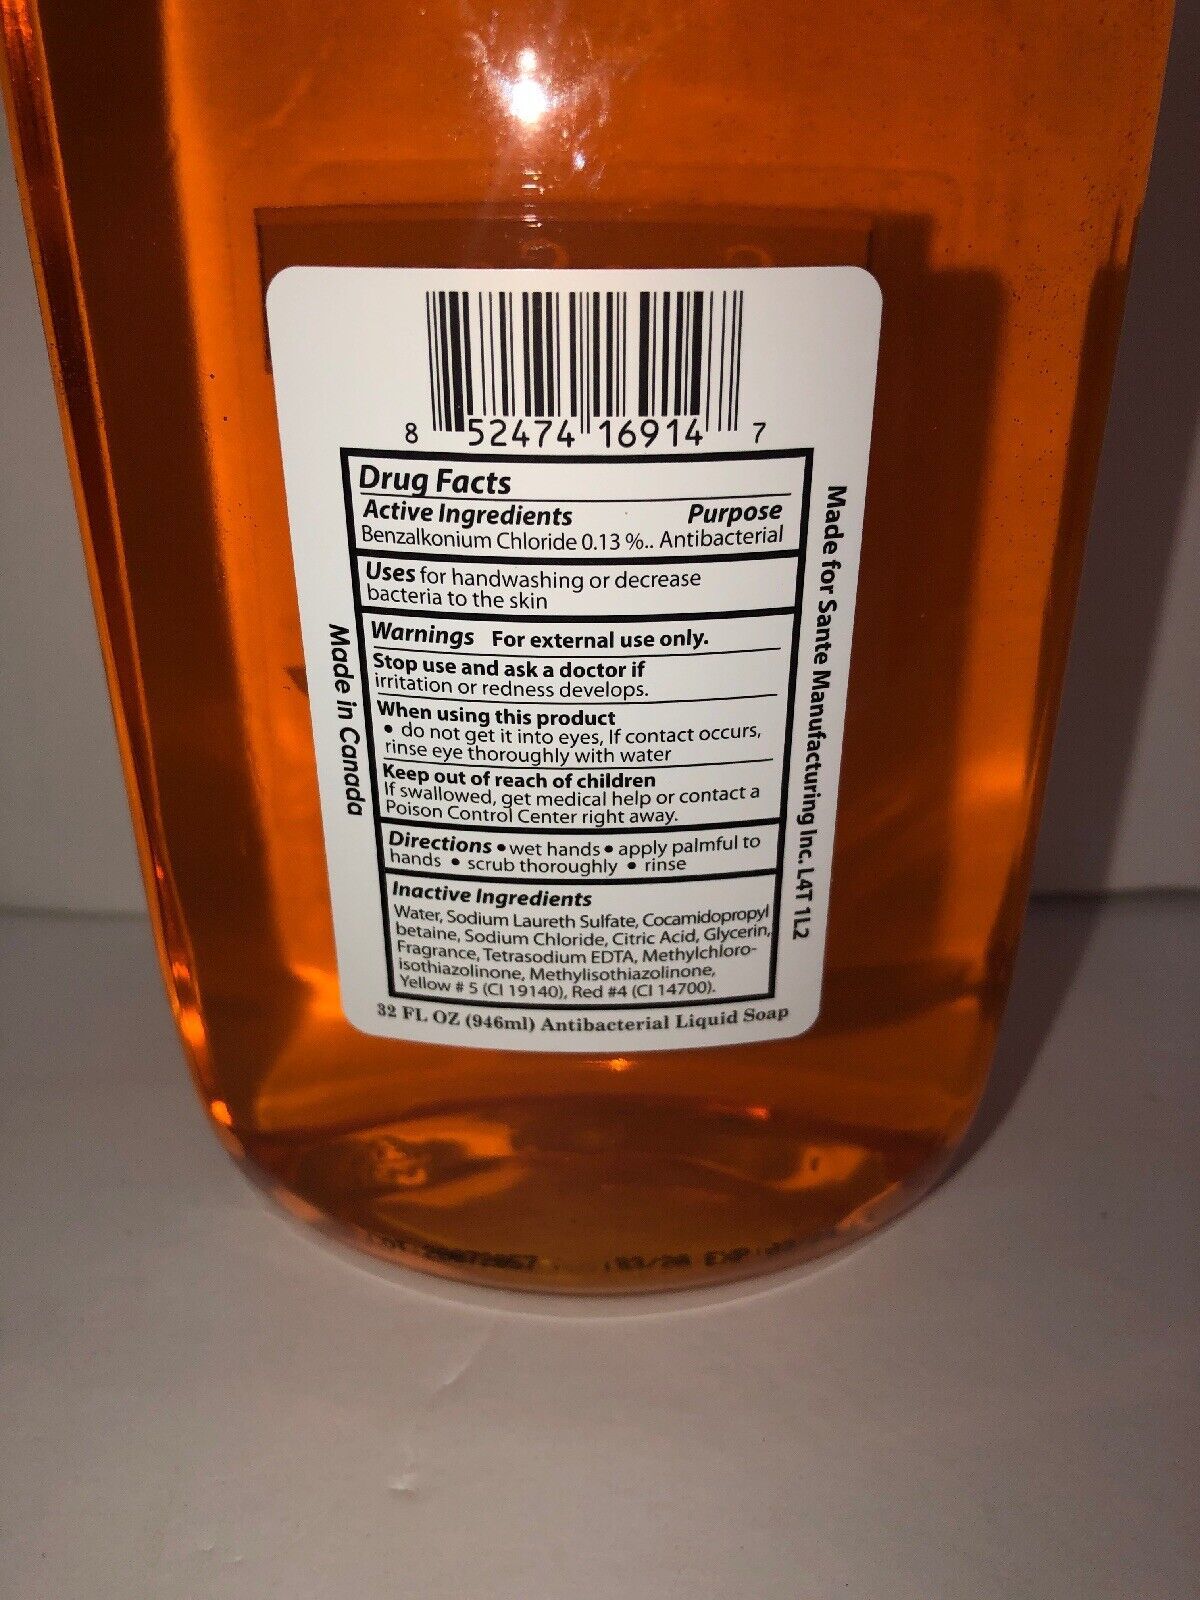 8 52474 16914 7
Drug Facts
Active Ingredients Purpose
Benzalkonium Chloride 0.13 %.. Antibacterial
Uses for handwashing or decrease
bacteria to the skin
Warnings For external use only.
Stop use and ask a doctor if
irritation or redness develops.
When using this product
• do not get it into eyes, If contact occurs,
rinse eye thoroughly with water
Keep out of reach of children
If swallowed, get medical help or contact a
Poison Control Center right away.
Directions • wet hands • apply palmful to
hands • scrub thoroughly • rinse
Inactive Ingredients
Water, Sodium Laureth Sulfate, Cocamidopropyl
betaine, Sodium Chloride, Citric Acid, Glycerin,
Fragrance, Tetrasodium EDTA, Methylchloro-
isothiazolinone, Methylisothiazolinone,
Yellow # 5 (CI 19140), Red #4 (CI 14700).
32 FL OZ (946ml) Antibacterial Liquid Soap
Made in Canada
Made for Sante Manufacturing Inc. L4T 1L2
EXP